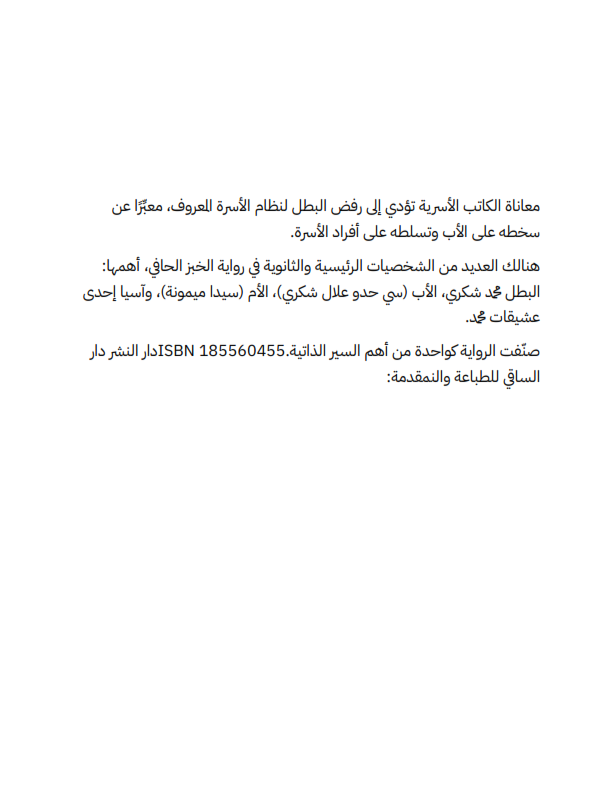 معاناة الكاتب الأسرية تؤدي إلى رفض البطل لنظام الأسرة المعروف، معبّرًا عن
سخطه على الأب وتسلطه على أفراد الأسرة.
هنالك العديد من الشخصيات الرئيسية والثانوية في رواية الخبز الحافي، أهمها:
البطل محمد شكري، الأب (سي حدو علال شكري)، الأم (سيدا ميمونة)، وآسيا إحدى
عشيقات محمد.
صنّفت الرواية كواحدة من أهم السير الذاتية.ISBN 185560455دار النشر دار
الساقي للطباعة والنمقدمة: